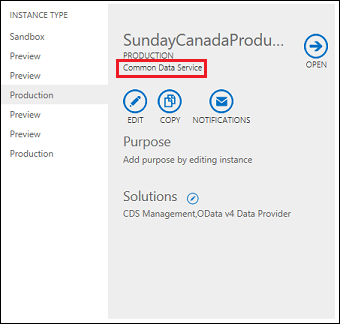 INSTANCE TYPE
Sandbox
Preview
Preview
Production
Preview
Preview
Production
SundayCanadaProdu...
PRODUCTION
Common Data Service
OPEN
EDIT
COPY
NOTIFICATIONS
Purpose
Add purpose by editing instance
Solutions
CDS Management,OData v4 Data Provider